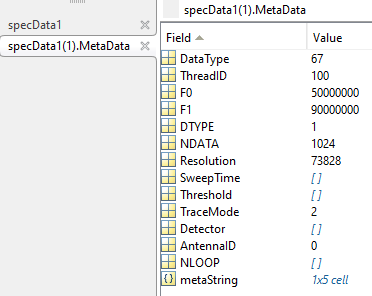 specData1
specData1(1).MetaData
specData1(1).MetaData
Field Value
DataType 67
ThreadID 100
F0 50000000
F1 90000000
DTYPE 1
NDATA 1024
Resolution 73828
SweepTime []
Threshold []
TraceMode 2
Detector []
AntennaID 0
NLOOP []
{} metaString 1x5 cell